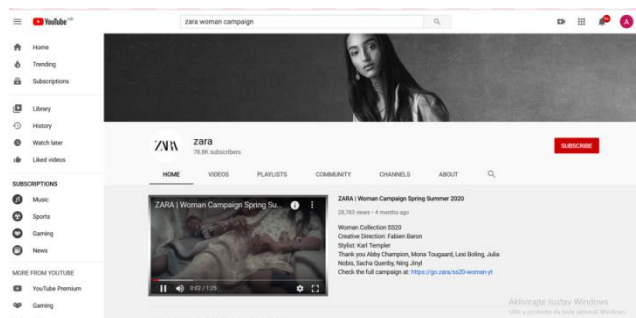 YouTube
zara woman campaign
A
Home
Trending
Subscriptions
Library
History
Watch later
Liked videos
SUBSCRIPTIONS
Music
Sports
Gaming
News
MORE FROM YOUTUBE
YouTube Premium
Gaming
ZARA
zara
78.8K subscribers
SUBSCRIBE
HOME
VIDEOS
PLAYLISTS
COMMUNITY
CHANNELS
ABOUT
ZARA | Woman Campaign Spring Su...
0:02 / 1:25
ZARA | Woman Campaign Spring Summer 2020
28,783 views • 4 months ago
Woman Collection SS20
Creative Direction: Fabien Baron
Stylist: Karl Templer
Thank you Abby Champion, Mona Tougaard, Lexi Boling, Julia
Nobis, Sacha Quenby, Ning Jinyi
Check the full campaign at: https://go.zara/ss20-woman-yt
Aktivirajte sustav Windows